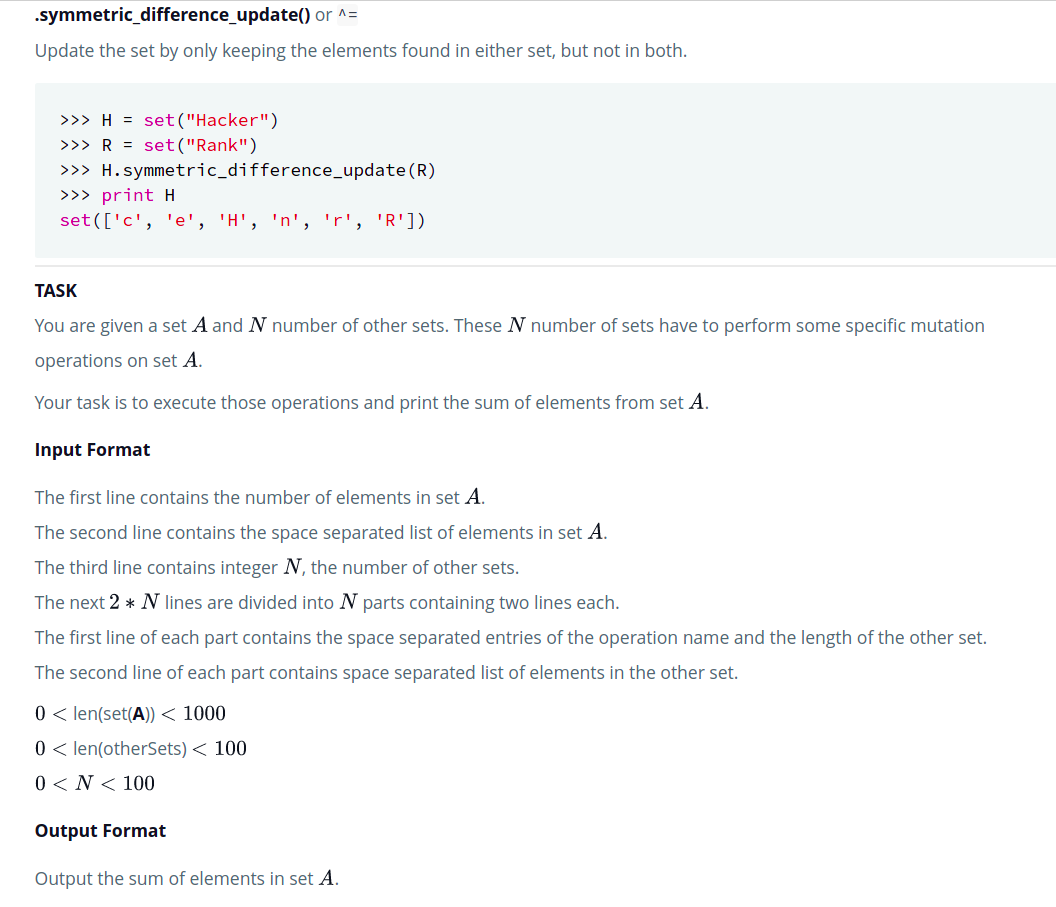 .symmetric_difference_update() or ^=
Update the set by only keeping the elements found in either set, but not in both.
>>> H = set("Hacker")
>>> R = set("Rank")
>>> H.symmetric_difference_update(R)
>>> print H
set(['c', 'e', 'H', 'n', 'r', 'R'])
TASK
You are given a set A and N number of other sets. These N number of sets have to perform some specific mutation
operations on set A.
Your task is to execute those operations and print the sum of elements from set A.
Input Format
The first line contains the number of elements in set A.
The second line contains the space separated list of elements in set A.
The third line contains integer N, the number of other sets.
The next 2 * N lines are divided into N parts containing two lines each.
The first line of each part contains the space separated entries of the operation name and the length of the other set.
The second line of each part contains space separated list of elements in the other set.
0 < len(set(A)) < 1000
0 < len(otherSets) < 100
0 < N < 100
Output Format
Output the sum of elements in set A.